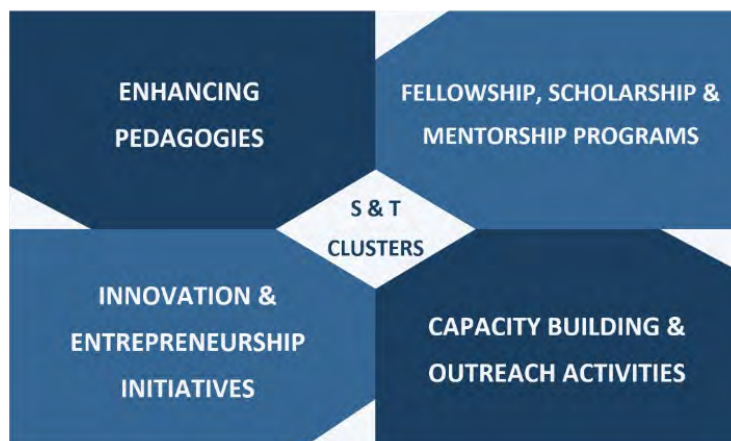 ENHANCING
PEDAGOGIES
FELLOWSHIP, SCHOLARSHIP &
MENTORSHIP PROGRAMS
S & T
CLUSTERS
INNOVATION &
ENTREPRENEURSHIP
INITIATIVES
CAPACITY BUILDING &
OUTREACH ACTIVITIES